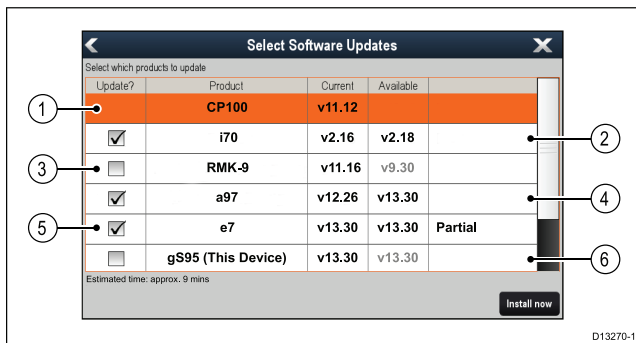 Select Software Updates
Select which products to update
Update? Product Current Available
1 CP100 v11.12
i70 v2.16 v2.18 2
3 RMK-9 v11.16 v9.30
a97 v12.26 v13.30 4
5 e7 v13.30 v13.30 Partial
gS95 (This Device) v13.30 v13.30 6
Estimated time: approx. 9 mins
Install now
D13270-1